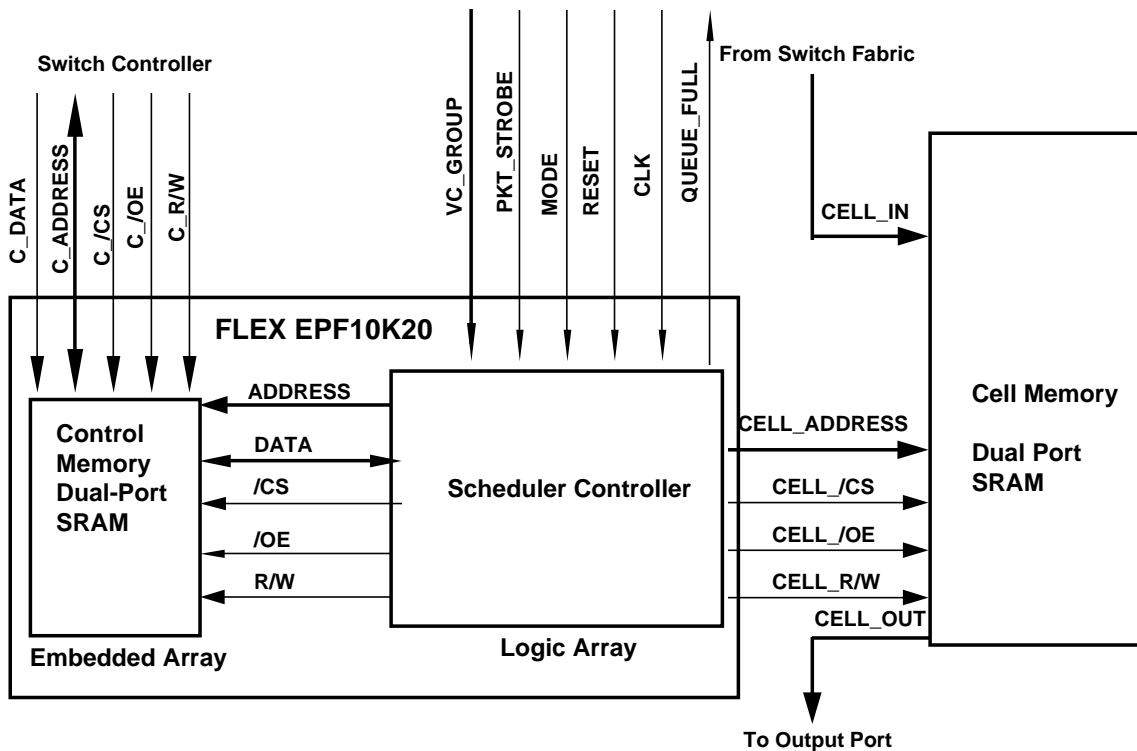 Switch Controller
From Switch Fabric
C_DATA
C_ADDRESS
C_/CS
C_/OE
C_R/W
VC_GROUP
PKT_STROBE
MODE
RESET
CLK
QUEUE_FULL
CELL_IN
FLEX EPF10K20
ADDRESS
DATA
/CS
/OE
R/W
Control
Memory
Dual-Port
SRAM
Embedded Array
Scheduler Controller
Logic Array
CELL_ADDRESS
CELL_/CS
CELL_/OE
CELL_R/W
CELL_OUT
Cell Memory
Dual Port
SRAM
To Output Port